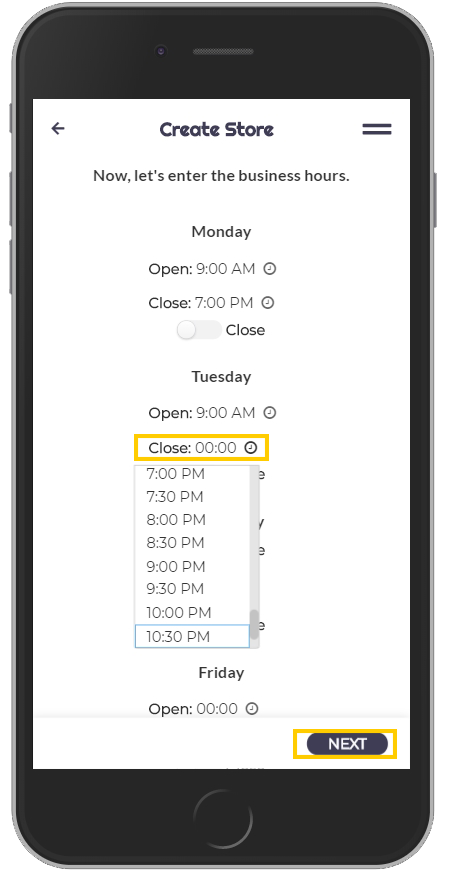 Create Store
Now, let's enter the business hours.
Monday
Open: 9:00 AM
Close: 7:00 PM
Close
Tuesday
Open: 9:00 AM
Close: 00:00
7:00 PM
7:30 PM
8:00 PM
8:30 PM
9:00 PM
9:30 PM
10:00 PM
10:30 PM
Friday
Open: 00:00
NEXT